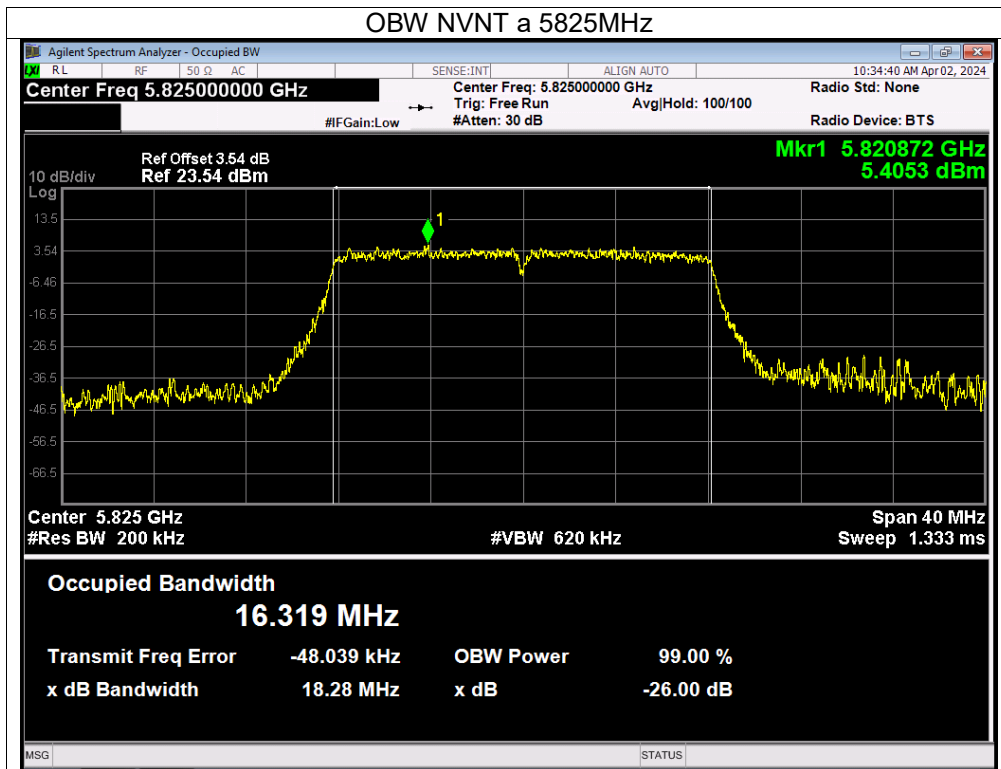 OBW NVNT a 5825MHz
Agilent Spectrum Analyzer - Occupied BW
LXI RL RF 50 Ω AC SENSE:INT ALIGN AUTO 10:34:40 AM Apr 02, 2024
Center Freq 5.825000000 GHz Center Freq: 5.825000000 GHz Radio Std: None
Trig: Free Run Avg|Hold: 100/100
#IFGain:Low #Atten: 30 dB Radio Device: BTS
Mkr1 5.820872 GHz
5.4053 dBm
Ref Offset 3.54 dB
10 dB/div Ref 23.54 dBm
Log
13.5
1
3.54
-6.46
-16.5
-26.5
-36.5
-46.5
-56.5
-66.5
Center 5.825 GHz Span 40 MHz
#Res BW 200 kHz #VBW 620 kHz Sweep 1.333 ms
Occupied Bandwidth
16.319 MHz
Transmit Freq Error -48.039 kHz OBW Power 99.00 %
x dB Bandwidth 18.28 MHz x dB -26.00 dB
MSG STATUS